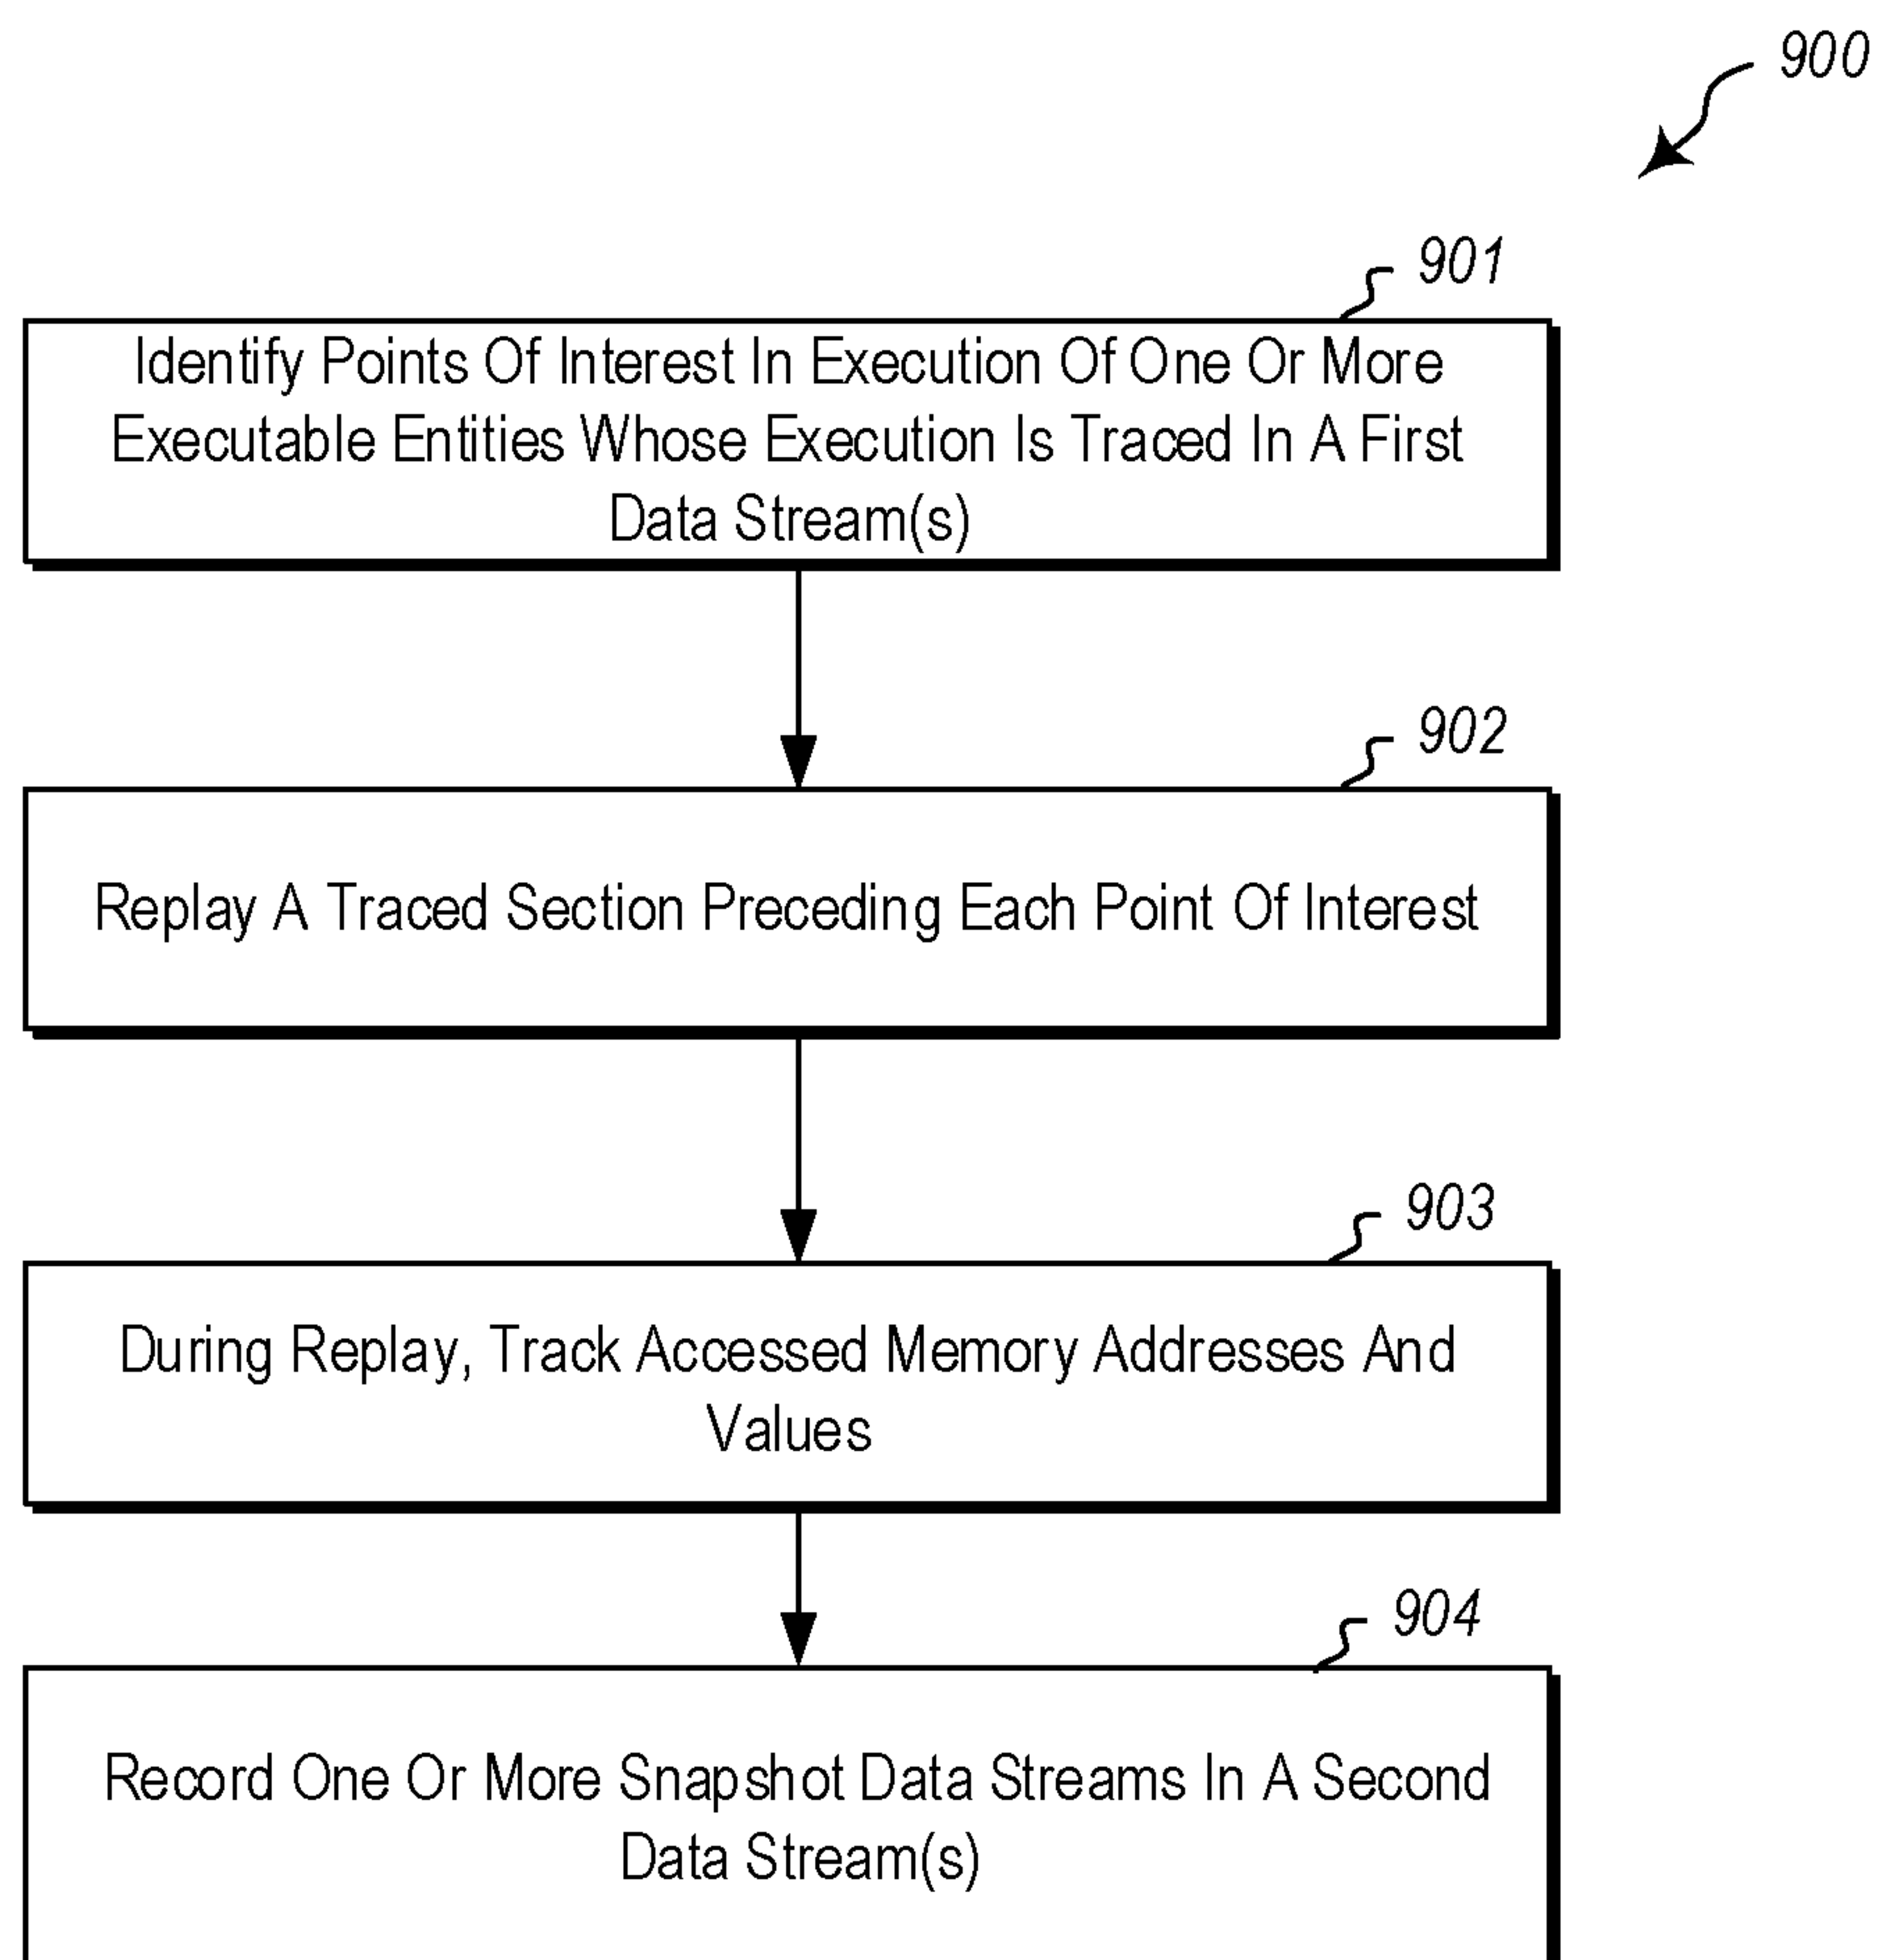 900
901
Identify Points Of Interest In Execution Of One Or More
Executable Entities Whose Execution Is Traced In A First
Data Stream(s)
902
Replay A Traced Section Preceding Each Point Of Interest
903
During Replay, Track Accessed Memory Addresses And
Values
904
Record One Or More Snapshot Data Streams In A Second
Data Stream(s)